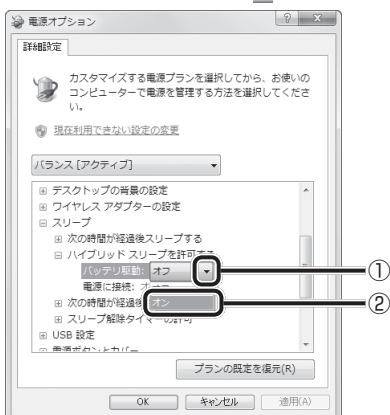 電源オプション
詳細設定
カスタマイズする電源プランを選択してから、お使いの
コンピューターで電源を管理する方法を選択してくださ
い。
現在利用できない設定の変更
バランス [アクティブ]
デスクトップの背景の設定
ワイヤレス アダプターの設定
スリープ
次の時間が経過後スリープする
ハイブリッド スリープを許可する
バッテリ駆動: オフ
①
電源に接続: オ
次の時間が経過後
オン
②
スリープ解除タイマーの許可
USB 設定
電源ボタンとカバー
プランの既定を復元(R)
OK
キャンセル
適用(A)